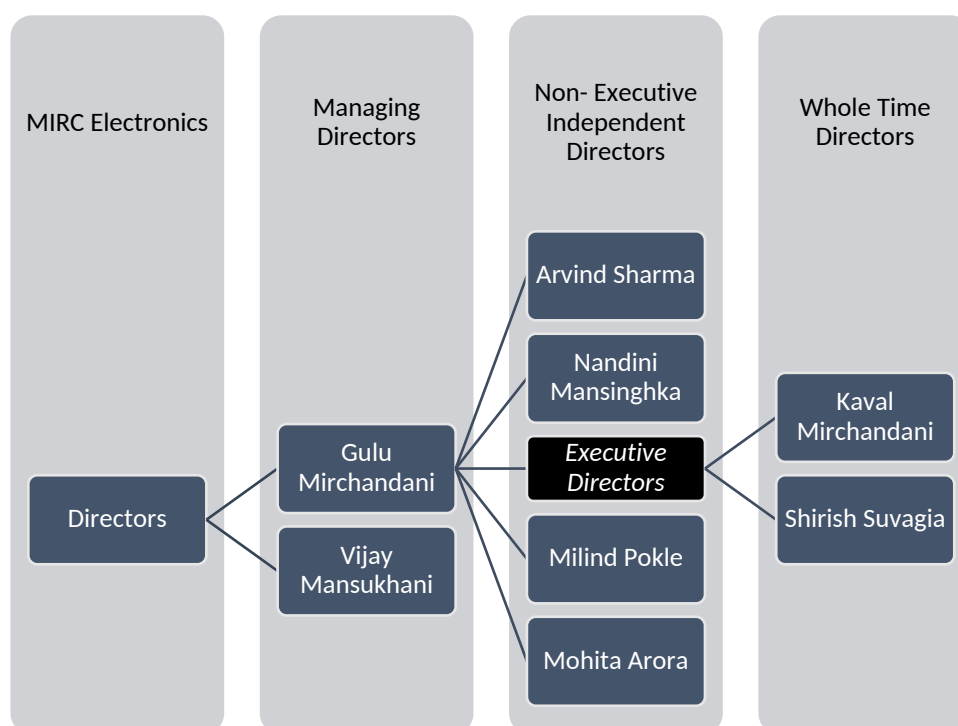 MIRC Electronics
Managing
Directors
Non- Executive
Independent
Directors
Whole Time
Directors
Directors
Gulu
Mirchandani
Vijay
Mansukhani
Arvind Sharma
Nandini
Mansinghka
Executive
Directors
Milind Pokle
Mohita Arora
Kaval
Mirchandani
Shirish Suvagia